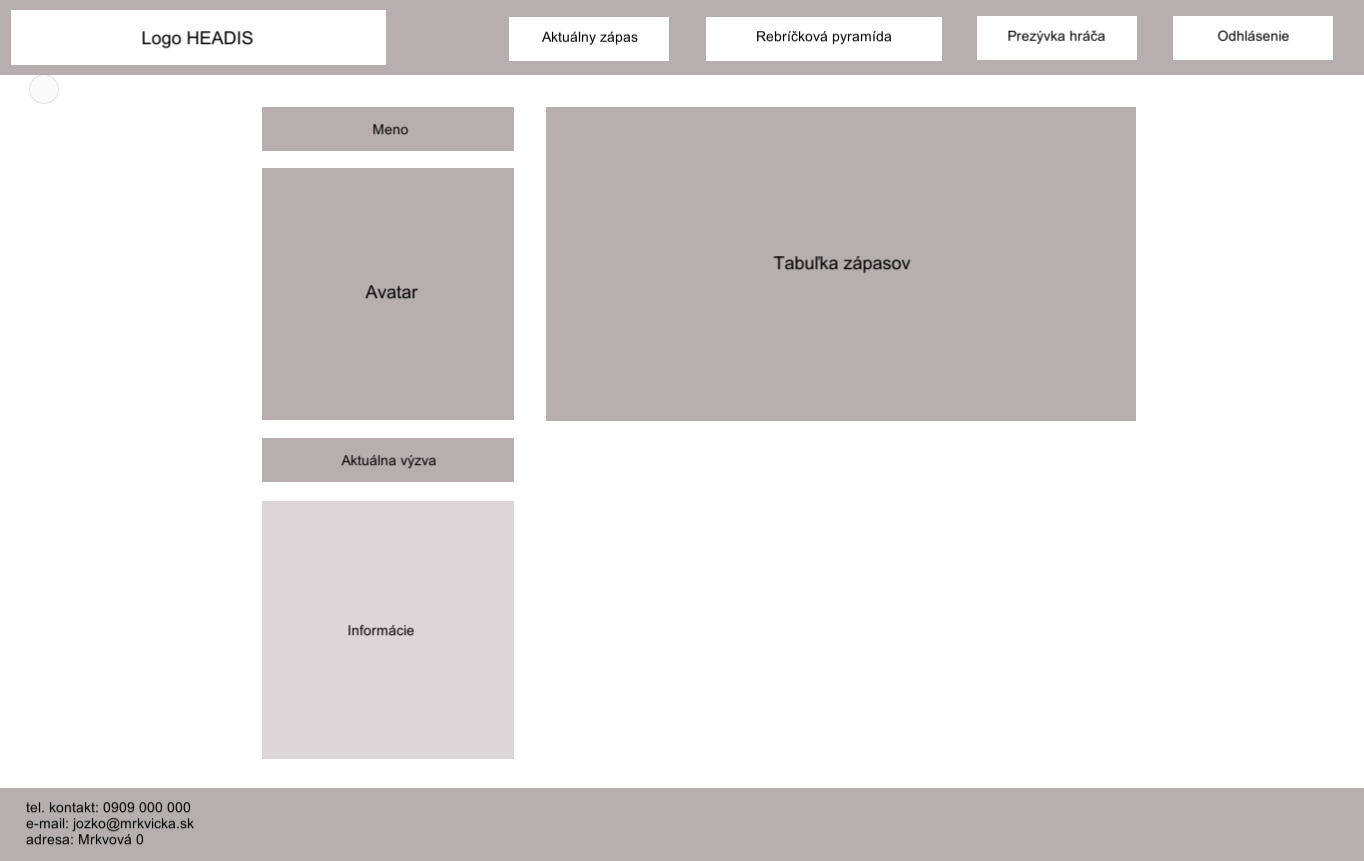 Logo HEADIS
Aktuálny zápas
Rebríčková pyramída
Prezývka hráča
Odhlásenie
Meno
Avatar
Tabuľka zápasov
Aktuálna výzva
Informácie
tel. kontakt: 0909 000 000
e-mail: jozko@mrkvicka.sk
adresa: Mrkvová 0